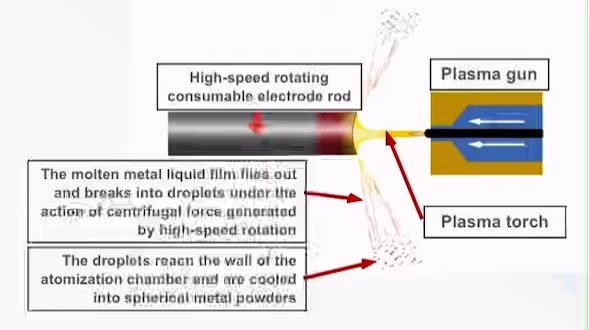 High-speed rotating
consumable electrode rod
Plasma gun
The molten metal liquid film flies out
and breaks into droplets under the
action of centrifugal force generated
by high-speed rotation
Plasma torch
The droplets reach the wall of the
atomization chamber and are cooled
into spherical metal powders